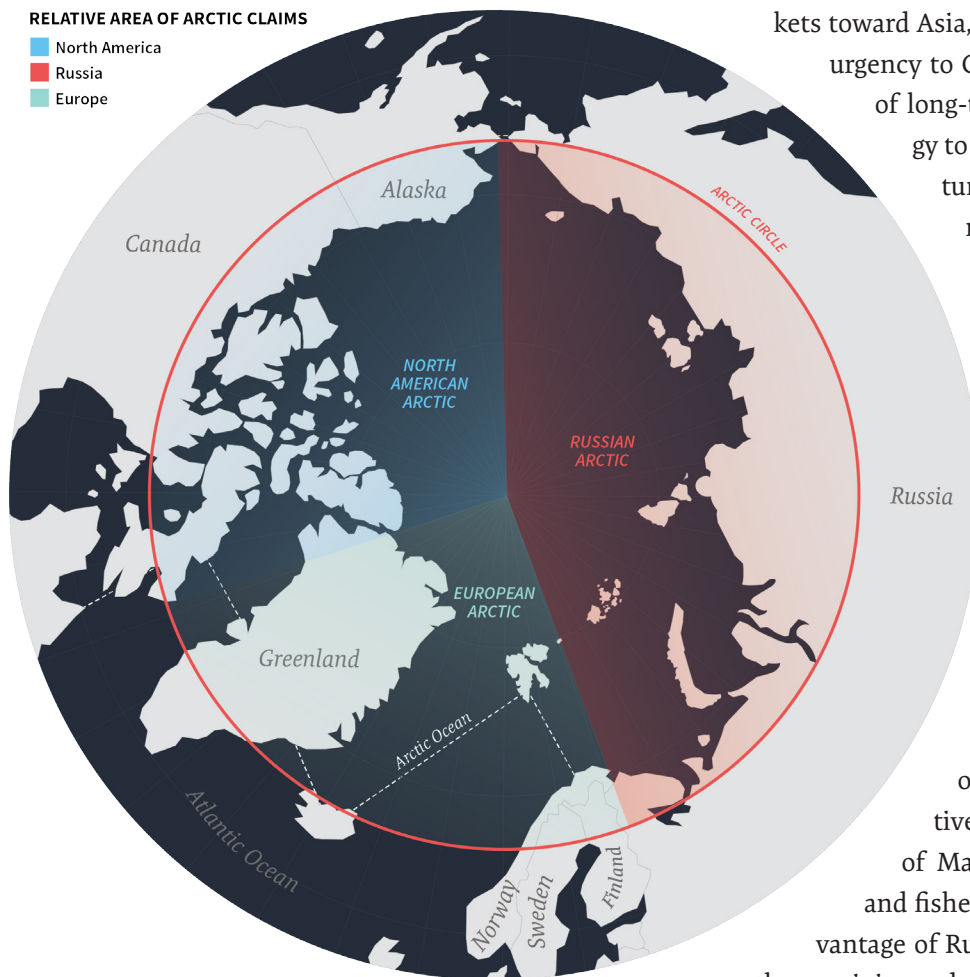 RELATIVE AREA OF ARCTIC CLAIMS
North America
Russia
Europe
kets toward Asia,
urgency to
of long-t
gy to
tur
Alaska
ARCTIC CIRCLE
Canada
NORTH
AMERICAN
ARCTIC
RUSSIAN
ARCTIC
Russia
EUROPEAN
ARCTIC
Greenland
Arctic Ocean
Atlantic Ocean
Norway
Sweden
Finland
o
tive
of Ma
and fishe
vantage of Ru